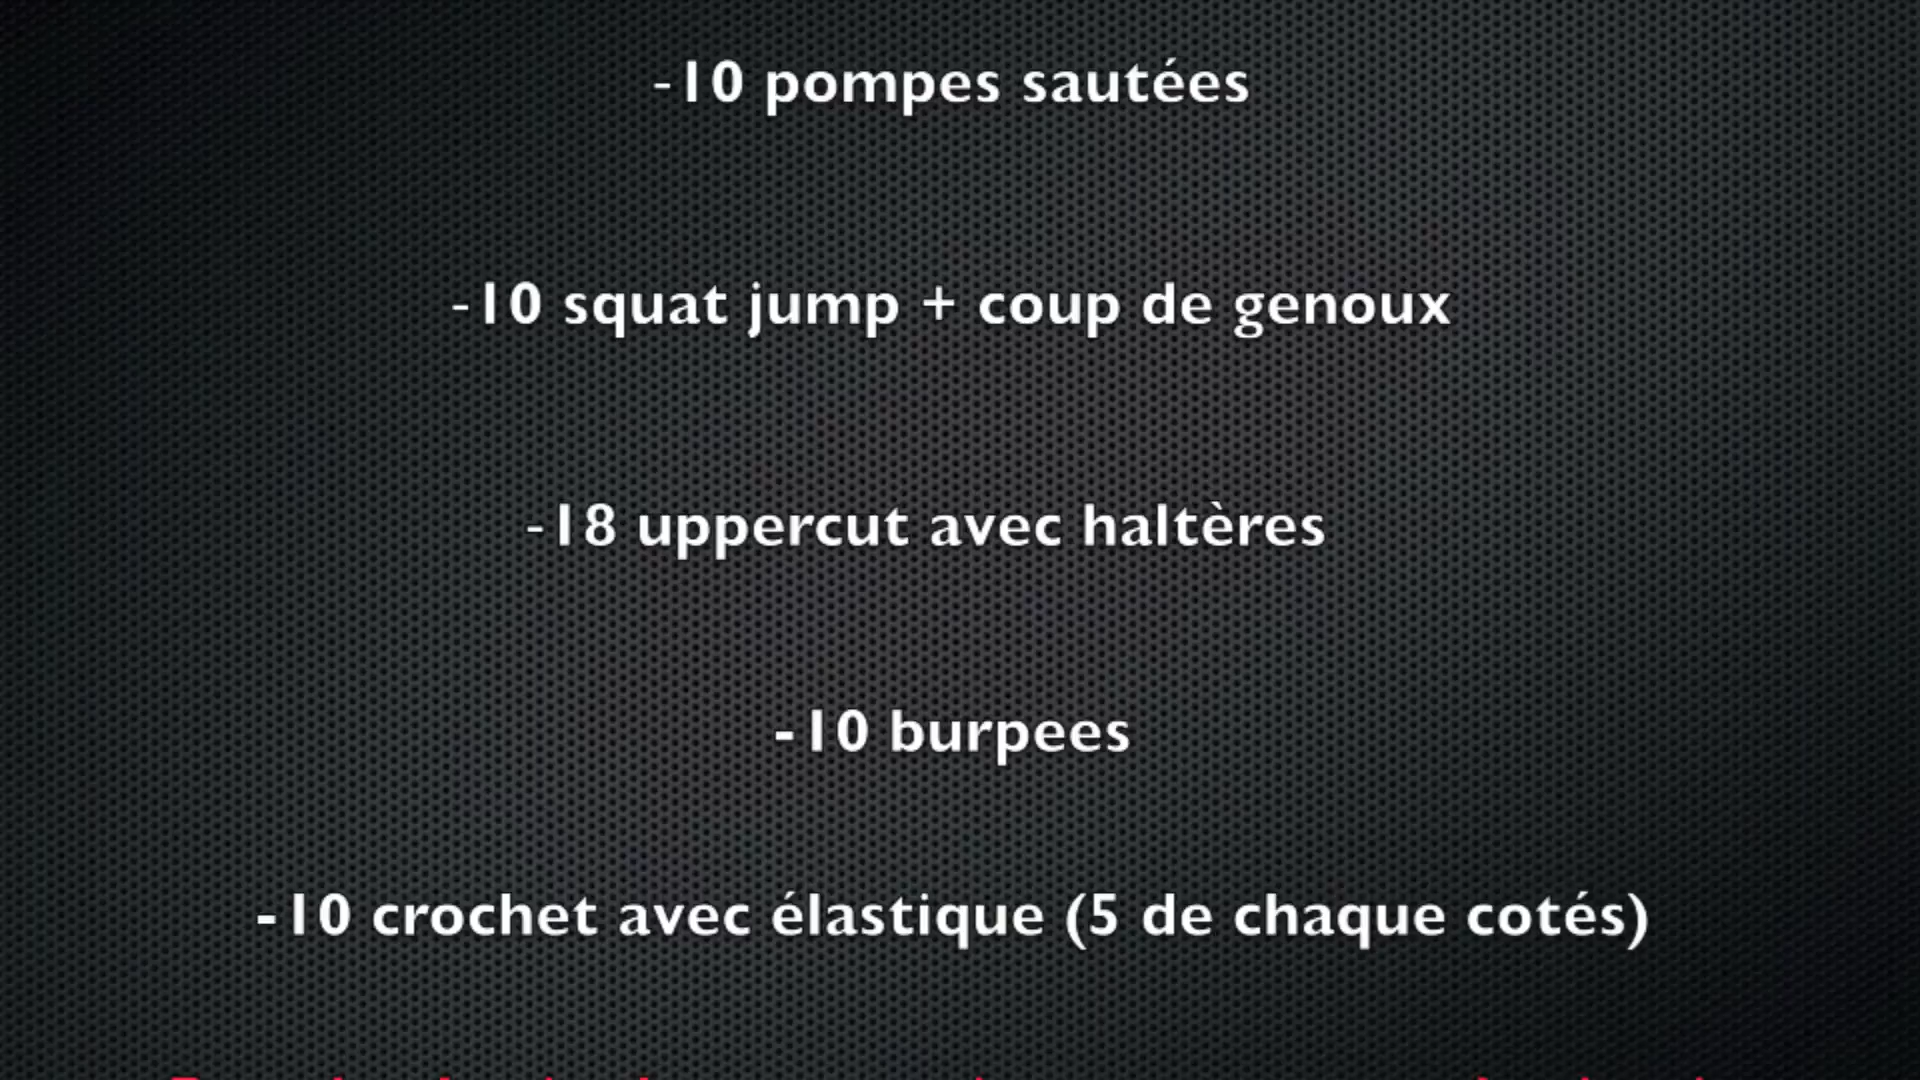 -10 pompes sautées
-10 squat jump + coup de genoux
-18 uppercut avec haltères
-10 burpees
-10 crochet avec élastique (5 de chaque cotés)